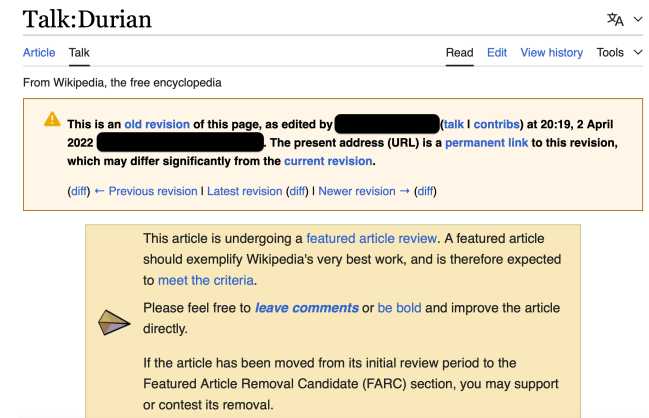 Talk:Durian
Article Talk Read Edit View history Tools
From Wikipedia, the free encyclopedia
This is an old revision of this page, as edited by (talk | contribs) at 20:19, 2 April
2022 . The present address (URL) is a permanent link to this revision,
which may differ significantly from the current revision.
(diff) ← Previous revision | Latest revision (diff) | Newer revision → (diff)
This article is undergoing a featured article review. A featured article
should exemplify Wikipedia's very best work, and is therefore expected
to meet the criteria.
Please feel free to leave comments or be bold and improve the article
directly.
If the article has been moved from its initial review period to the
Featured Article Removal Candidate (FARC) section, you may support
or contest its removal.